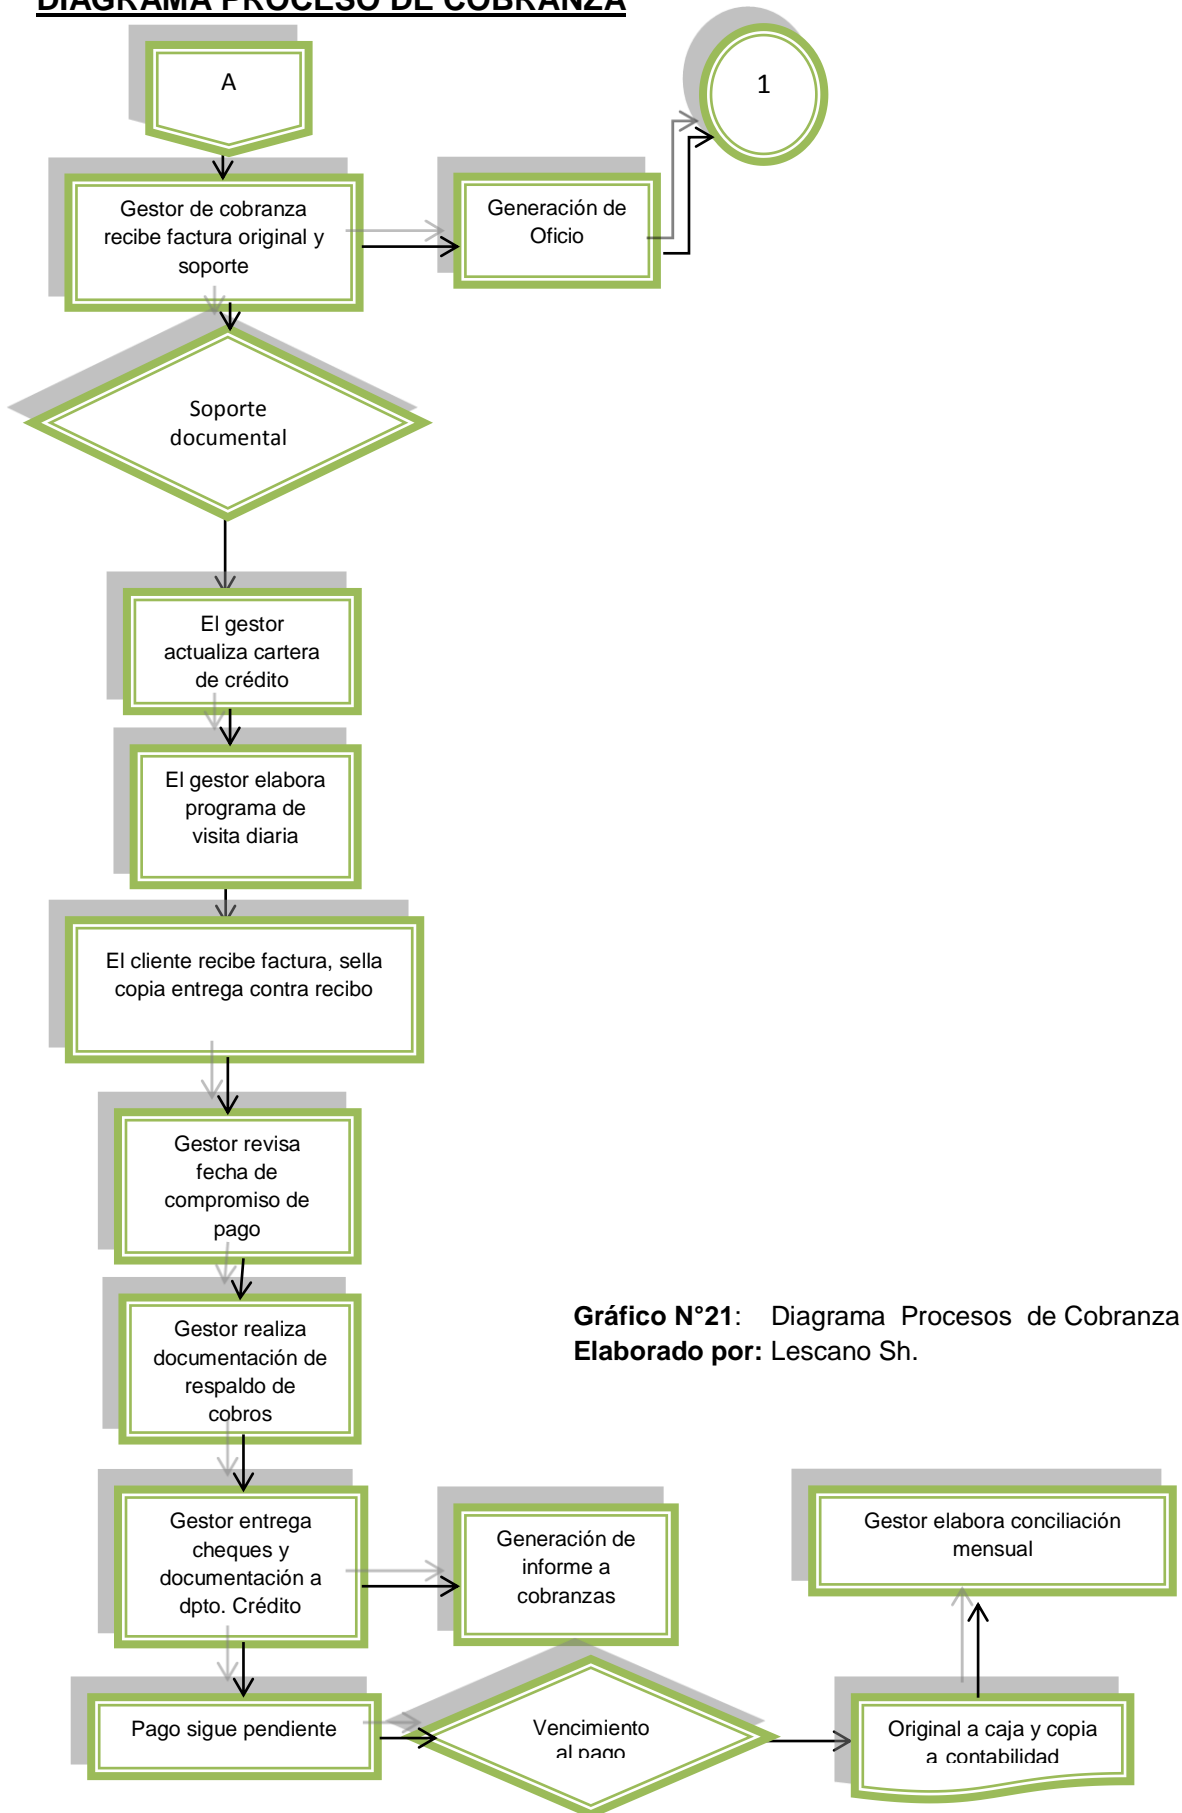 DIAGRAMA PROCESO DE COBRANZA
A
1
Gestor de cobranza
recibe factura original y
soporte
Generación de
Oficio
Soporte
documental
El gestor
actualiza cartera
de crédito
El gestor elabora
programa de
visita diaria
El cliente recibe factura, sella
copia entrega contra recibo
Gestor revisa
fecha de
compromiso de
pago
Gestor realiza
documentación de
respaldo de
cobros
Gráfico N°21: Diagrama Procesos de Cobranza
Elaborado por: Lescano Sh.
Gestor entrega
cheques y
documentación a
dpto. Crédito
Generación de
informe a
cobranzas
Gestor elabora conciliación
mensual
Pago sigue pendiente
Vencimiento
al pago
Original a caja y copia
a contabilidad